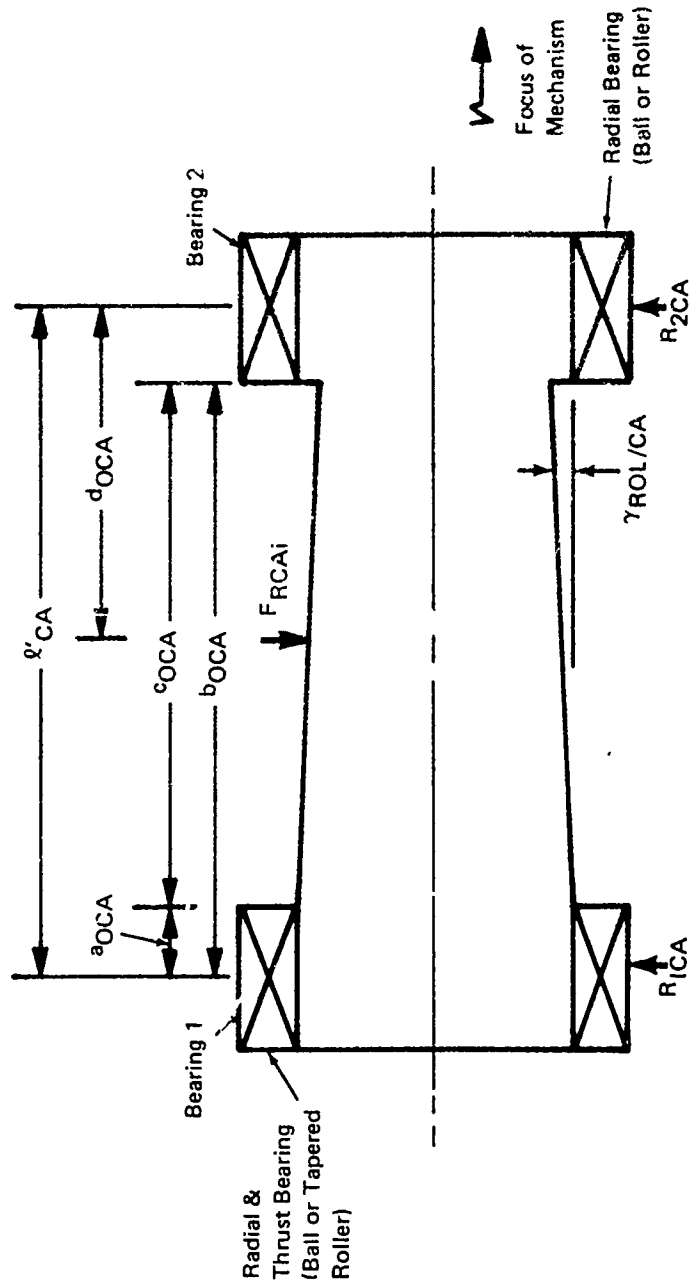 ℓ'CA
dOCA
cOCA
bOCA
aOCA
FRCAi
Bearing 1
Bearing 2
Radial &
Thrust Bearing
(Ball or Tapered
Roller)
Focus of
Mechanism
Radial Bearing
(Ball or Roller)
γROL/CA
R1CA
R2CA